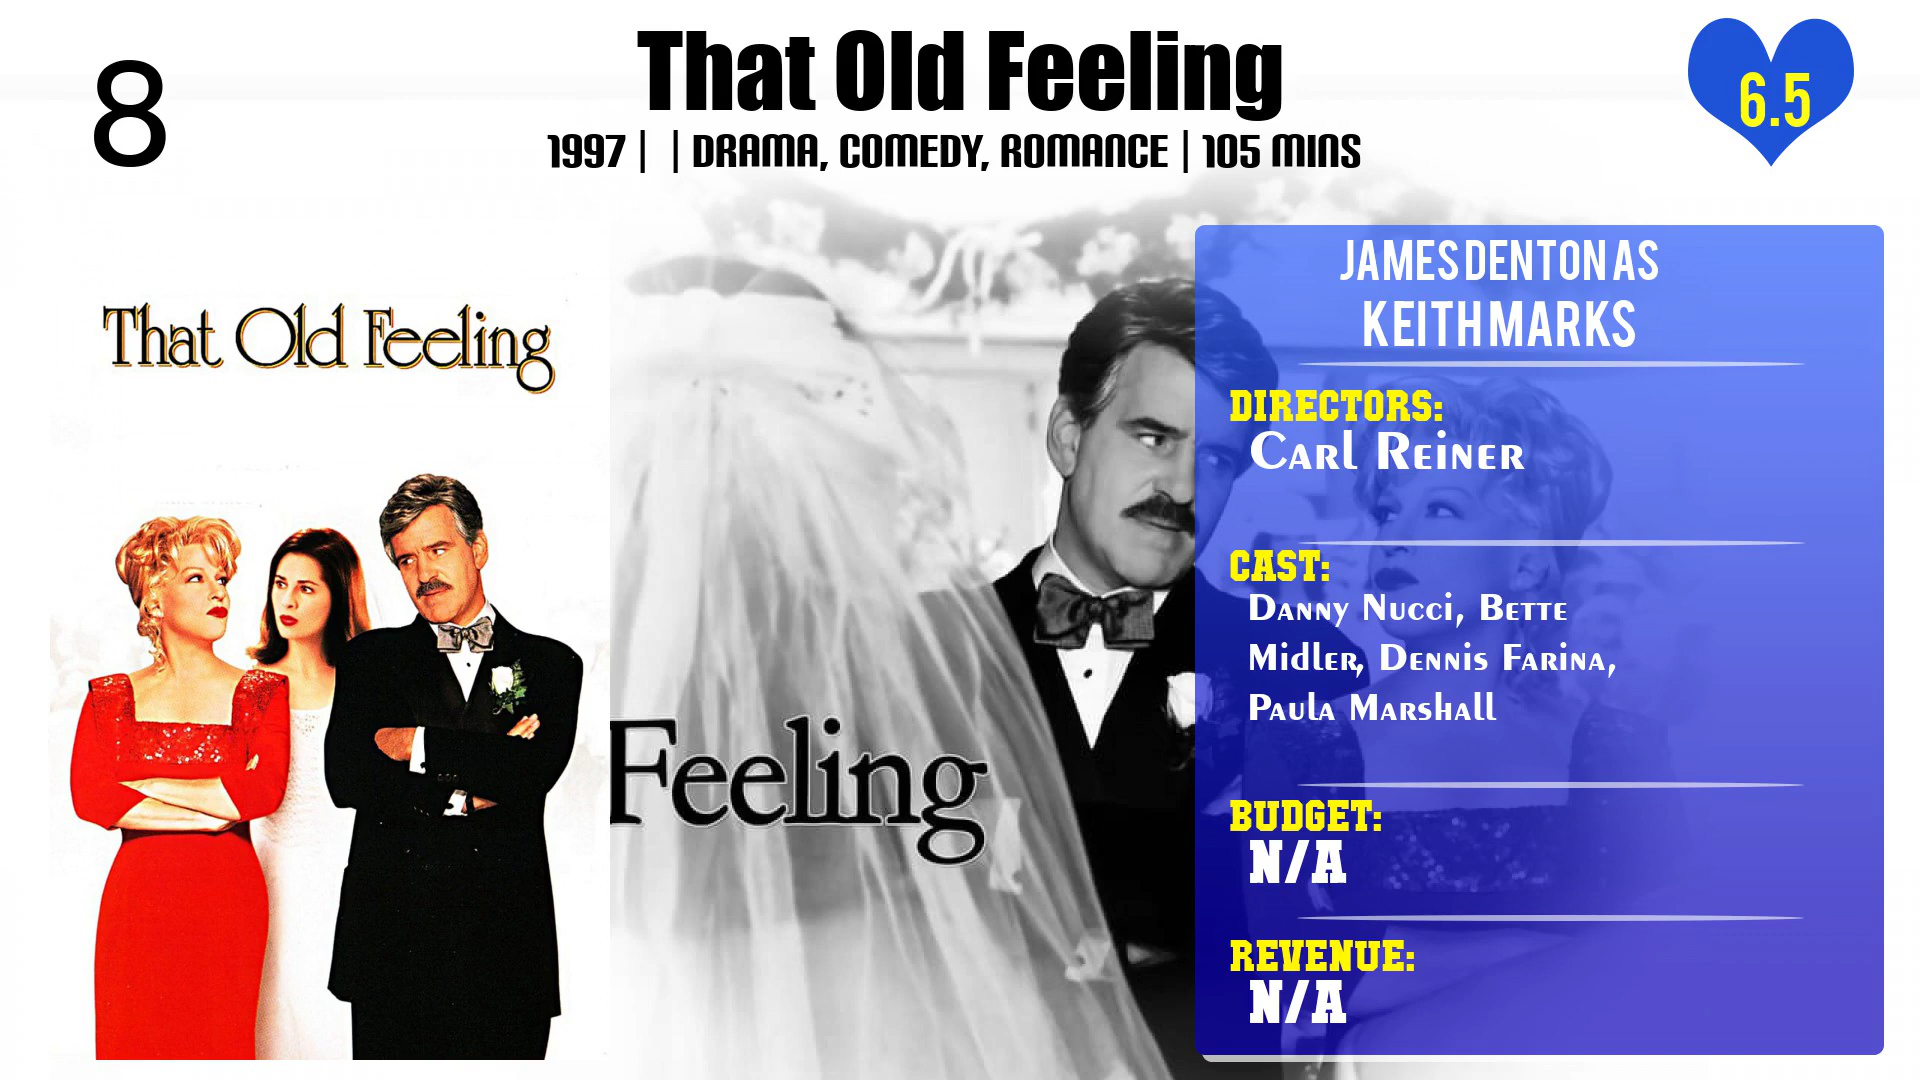 8
That Old Feeling
6.5
1997 | | DRAMA, COMEDY, ROMANCE | 105 MINS
That Old Feeling
Feeling
JAMES DENTON AS
KEITH MARKS
DIRECTORS:
Carl Reiner
CAST:
Danny Nucci, Bette
Midler, Dennis Farina,
Paula Marshall
BUDGET:
N/A
REVENUE:
N/A